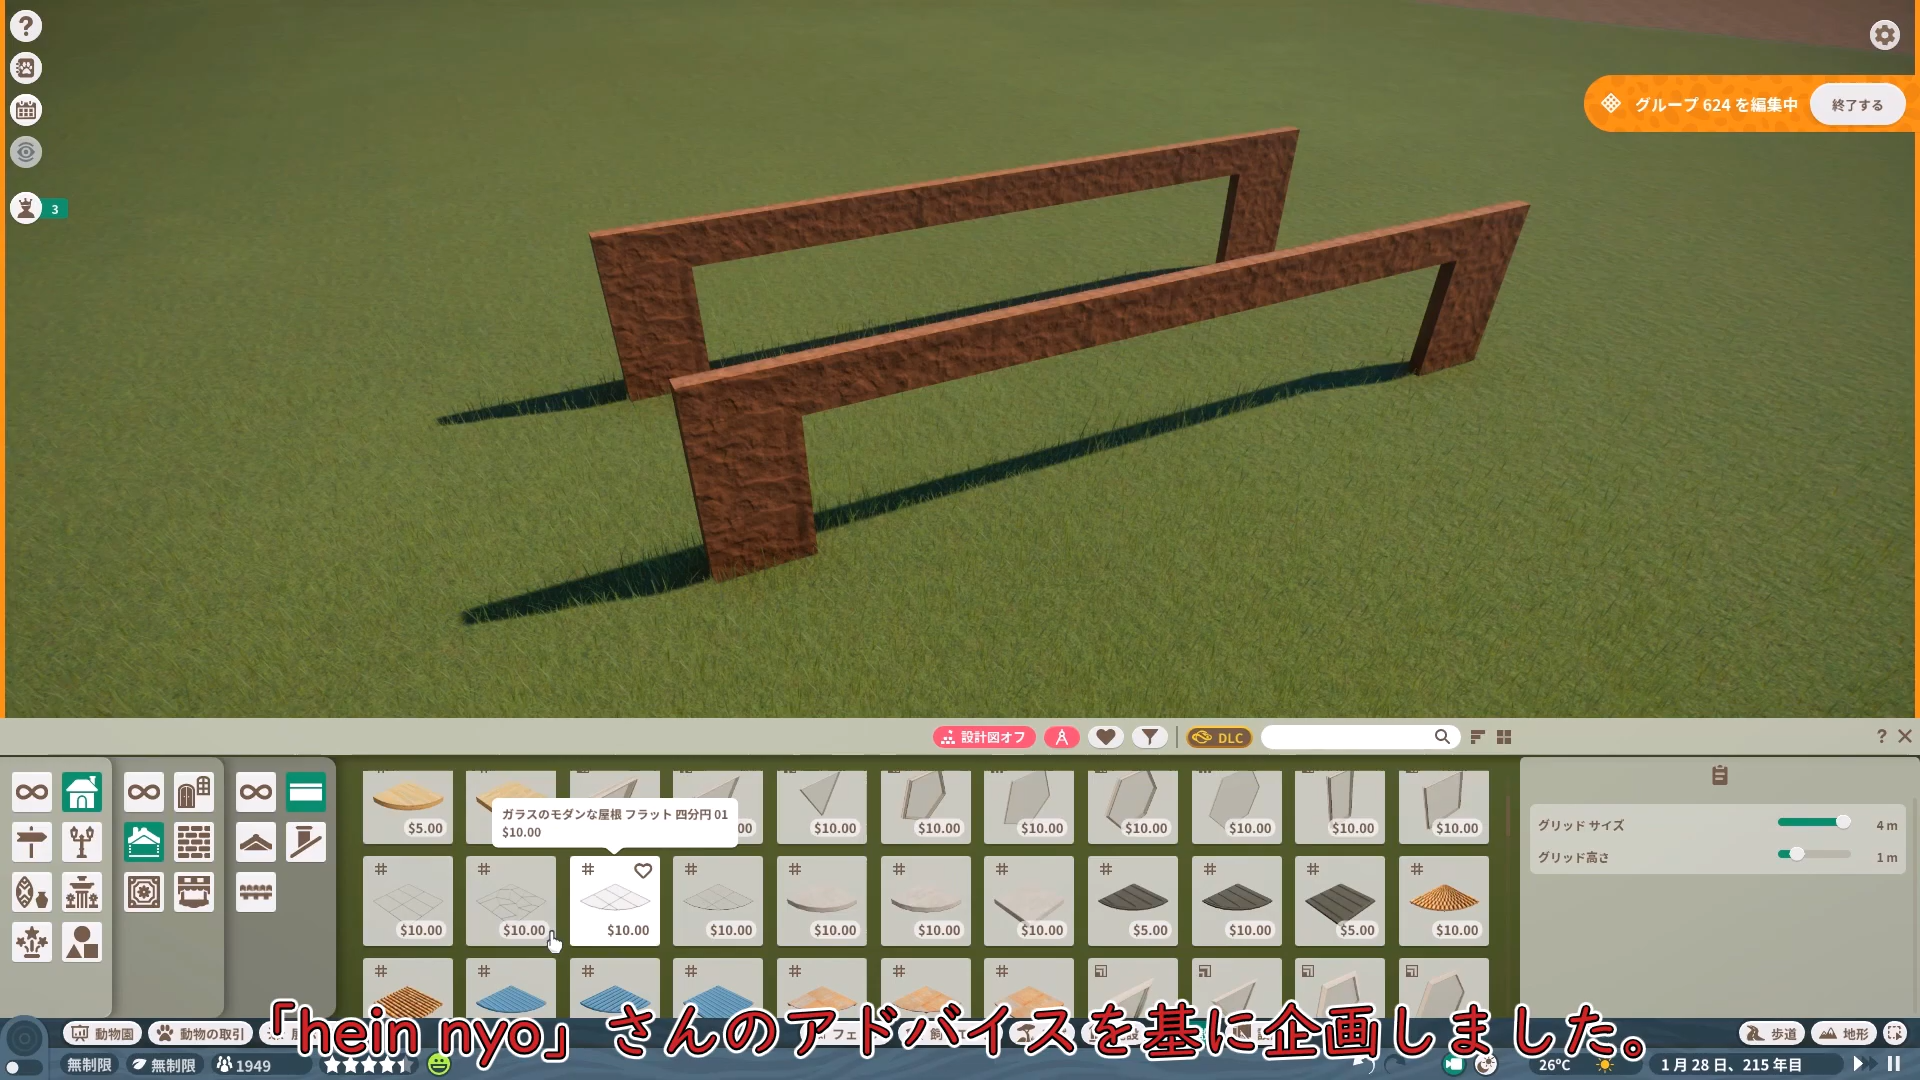 ?
3
グループ 624 を編集中
終了する
設計図オフ
DLC
?
$5.00
$10.00
$10.00
$10.00
$10.00
$10.00
$10.00
$10.00
ガラスのモダンな屋根 フラット 四分円 01
$10.00
$10.00
$10.00
$10.00
$10.00
$10.00
$10.00
$10.00
$5.00
$10.00
$5.00
$10.00
グリッド サイズ
4 m
グリッド高さ
1 m
「hein nyo」さんのアドバイスを基に企画しました。
動物園
動物の取引
歩道
地形
無制限
無制限
1949
26°C
1 月 28 日、215 年目